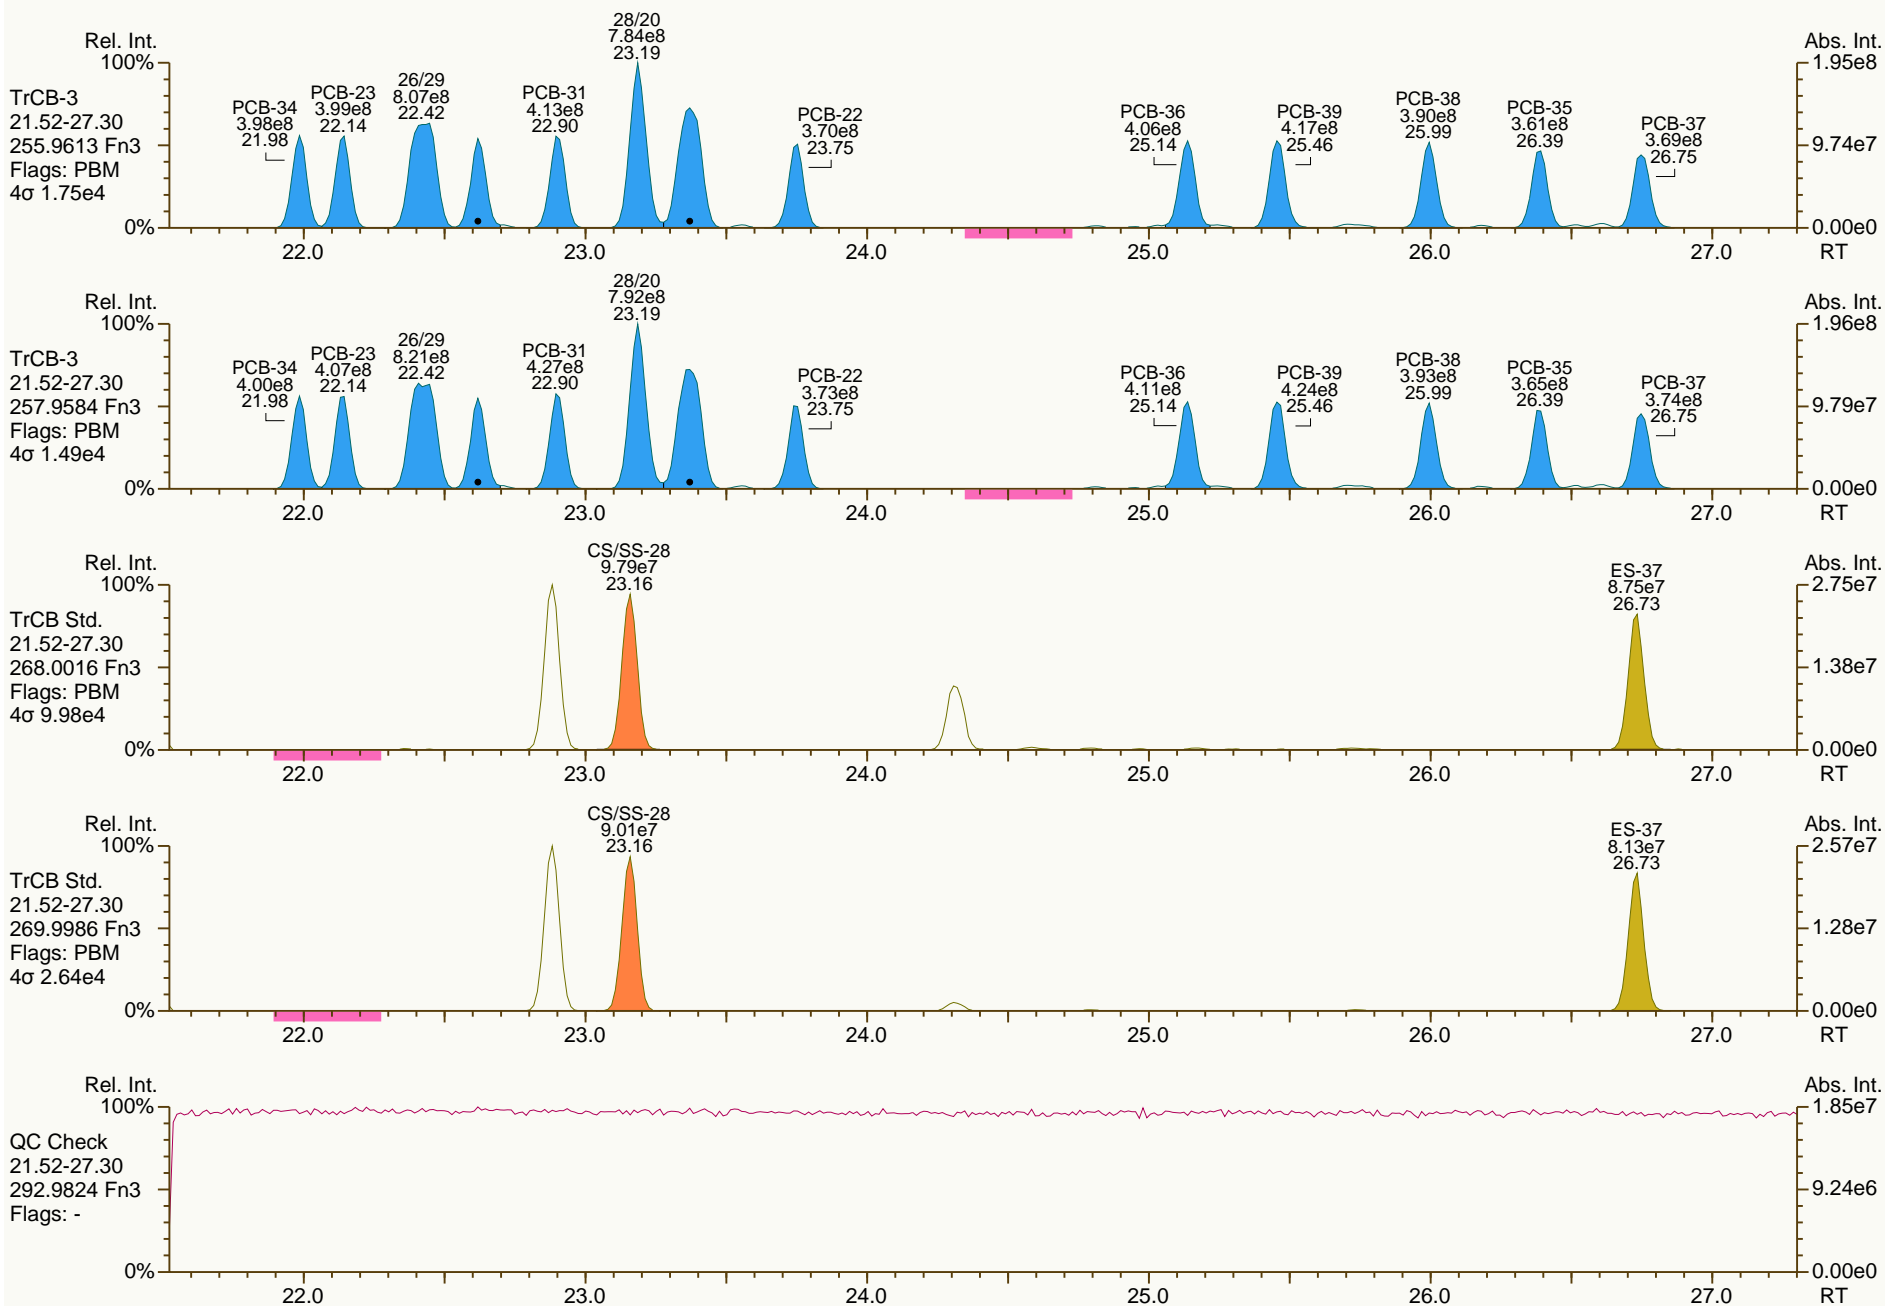 Rel. Int.
Abs. Int.
100%
0%
TrCB-3
21.52-27.30
255.9613 Fn3
Flags: PBM
4σ 1.75e4
PCB-34
3.98e8
21.98
PCB-23
3.99e8
22.14
26/29
8.07e8
22.42
PCB-31
4.13e8
22.90
28/20
7.84e8
23.19
PCB-22
3.70e8
23.75
PCB-36
4.06e8
25.14
PCB-39
4.17e8
25.46
PCB-38
3.90e8
25.99
PCB-35
3.61e8
26.39
PCB-37
3.69e8
26.75
1.95e8
9.74e7
0.00e0
22.0 23.0 24.0 25.0 26.0 27.0 RT
Rel. Int.
Abs. Int.
100%
0%
TrCB-3
21.52-27.30
257.9584 Fn3
Flags: PBM
4σ 1.49e4
PCB-34
4.00e8
21.98
PCB-23
4.07e8
22.14
26/29
8.21e8
22.42
PCB-31
4.27e8
22.90
28/20
7.92e8
23.19
PCB-22
3.73e8
23.75
PCB-36
4.11e8
25.14
PCB-39
4.24e8
25.46
PCB-38
3.93e8
25.99
PCB-35
3.65e8
26.39
PCB-37
3.74e8
26.75
1.96e8
9.79e7
0.00e0
22.0 23.0 24.0 25.0 26.0 27.0 RT
Rel. Int.
Abs. Int.
100%
0%
TrCB Std.
21.52-27.30
268.0016 Fn3
Flags: PBM
4σ 9.98e4
CS/SS-28
9.79e7
23.16
ES-37
8.75e7
26.73
2.75e7
1.38e7
0.00e0
22.0 23.0 24.0 25.0 26.0 27.0 RT
Rel. Int.
Abs. Int.
100%
0%
TrCB Std.
21.52-27.30
269.9986 Fn3
Flags: PBM
4σ 2.64e4
CS/SS-28
9.01e7
23.16
ES-37
8.13e7
26.73
2.57e7
1.28e7
0.00e0
22.0 23.0 24.0 25.0 26.0 27.0 RT
Rel. Int.
Abs. Int.
100%
0%
QC Check
21.52-27.30
292.9824 Fn3
Flags: -
1.85e7
9.24e6
0.00e0
22.0 23.0 24.0 25.0 26.0 27.0 RT